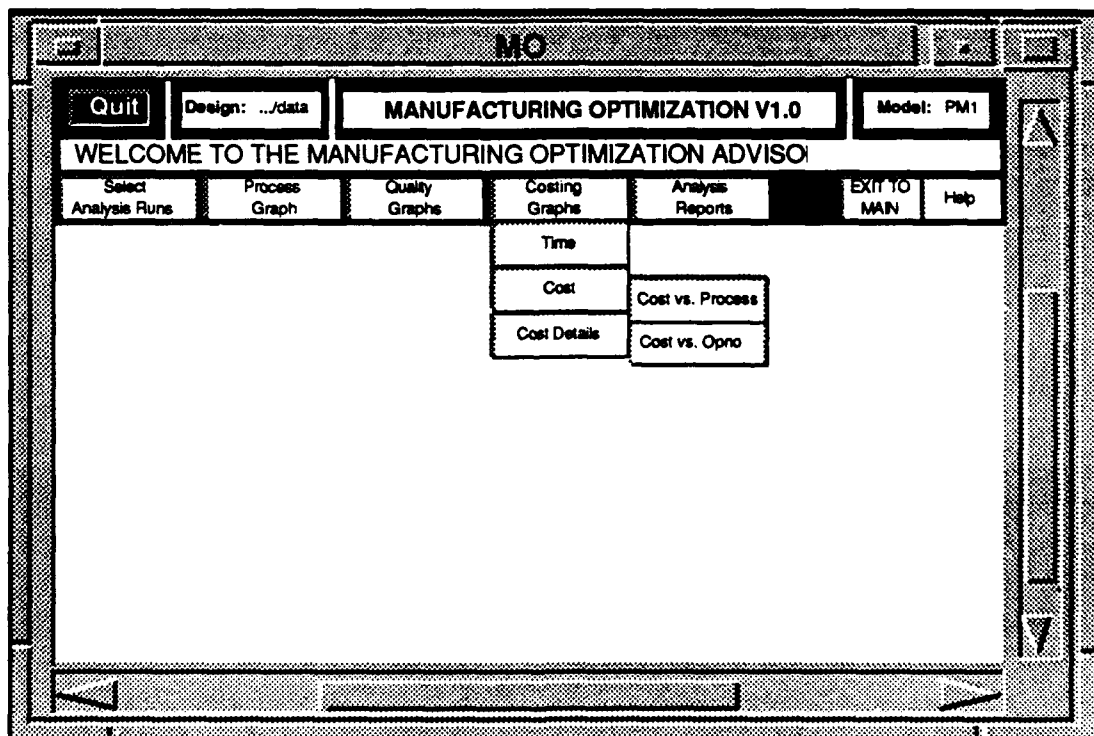 MO
Quit
Design: .../data
MANUFACTURING OPTIMIZATION V1.0
Model: PM1
WELCOME TO THE MANUFACTURING OPTIMIZATION ADVISO
Select
Analysis Runs
Process
Graph
Quality
Graphs
Costing
Graphs
Analysis
Reports
EXIT TO
MAIN
Help
Time
Cost
Cost Details
Cost vs. Process
Cost vs. Opno